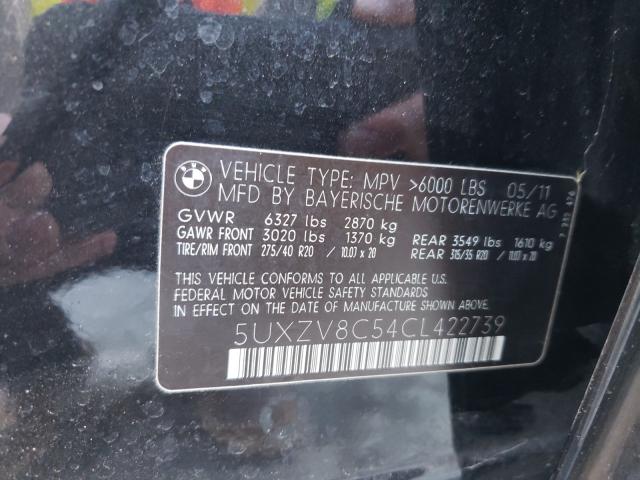 BMW
VEHICLE TYPE: MPV >6000 LBS 05/11
MFD BY BAYERISCHE MOTORENWERKE AG
GVWR 6327 lbs 2870 kg
GAWR FRONT 3020 lbs 1370 kg REAR 3549 lbs 1610 kg
TIRE/RIM FRONT 275/40 R20 / 10.0J x 20 REAR 315/35 R20 / 11.0J x 20
THIS VEHICLE CONFORMS TO ALL APPLICABLE U.S.
FEDERAL MOTOR VEHICLE SAFETY STANDARDS
IN EFFECT ON THE DATE OF MANUFACTURE
5UXZV8C54CL422739